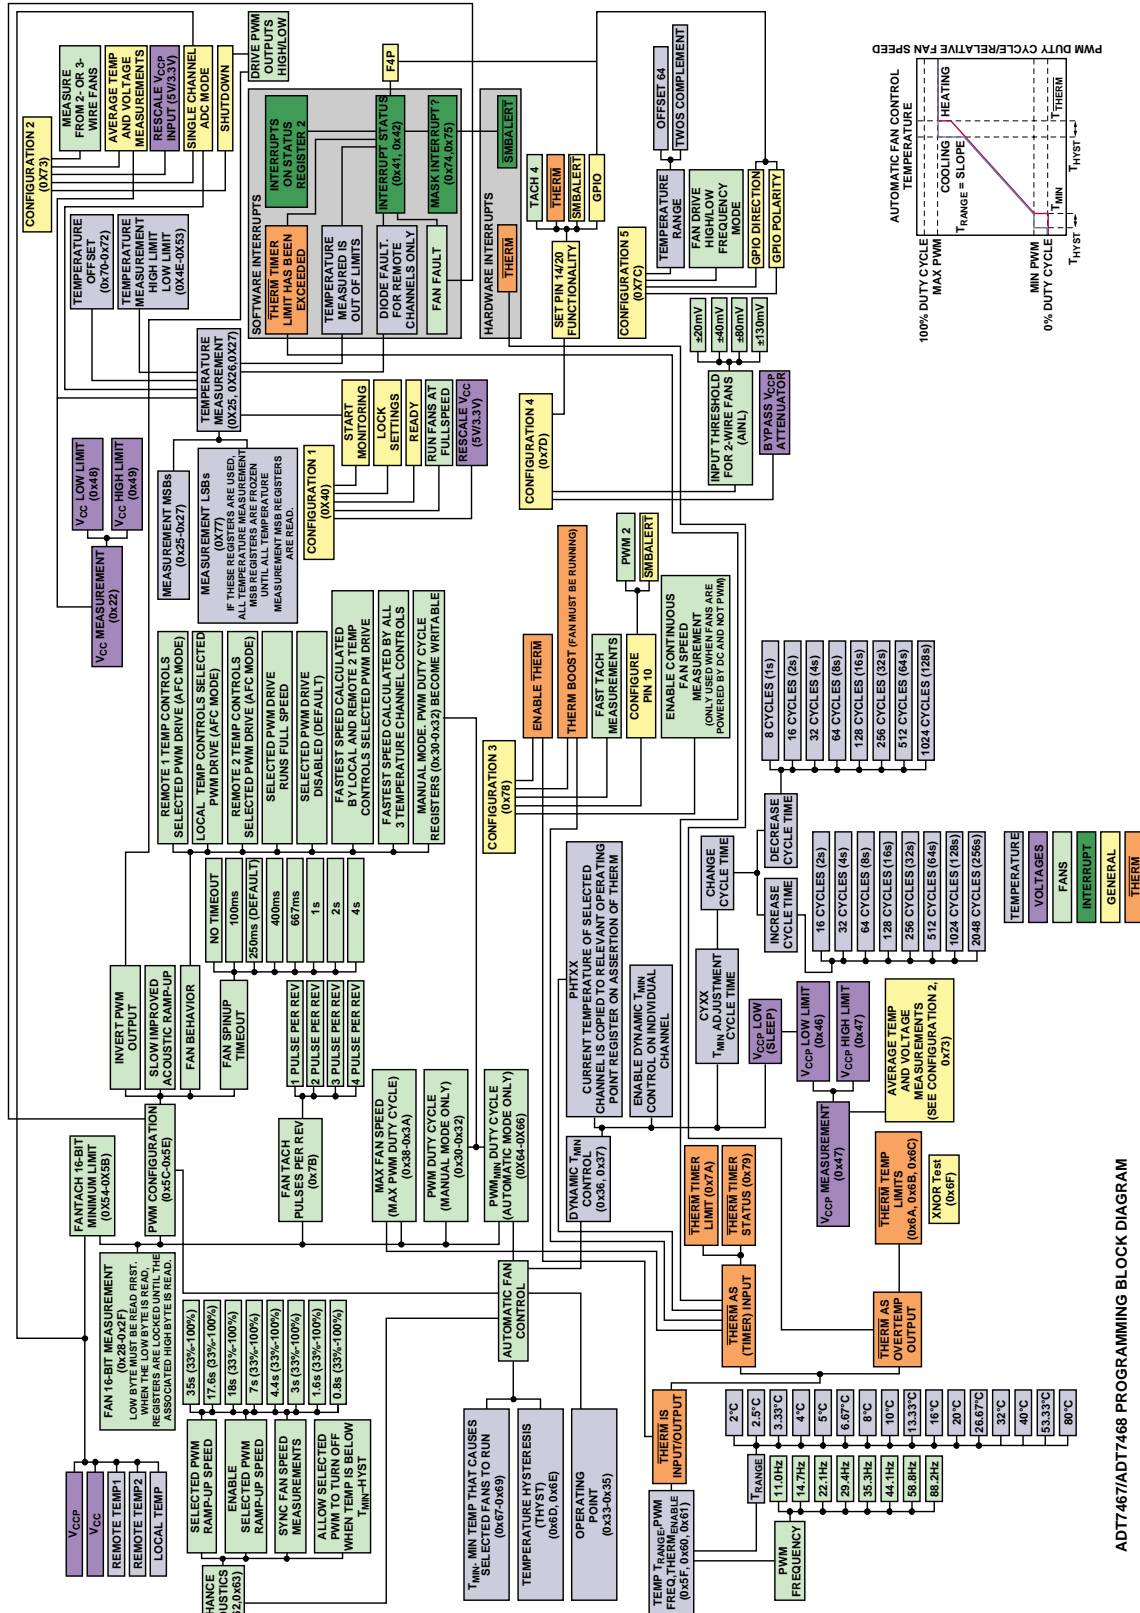 ADT7467/ADT7468 PROGRAMMING BLOCK DIAGRAM
VCCP
VCC
REMOTE TEMP1
REMOTE TEMP2
LOCAL TEMP
FAN 16-BIT MEASUREMENT
(0x28-0x2F)
LOW BYTE MUST BE READ FIRST.
WHEN THE LOW BYTE IS READ,
REGISTERS ARE LOCKED UNTIL THE
ASSOCIATED HIGH BYTE IS READ.
FANTACH 16-BIT
MINIMUM LIMIT
(0X54-0X5B)
PWM CONFIGURATION
(0x5C-0x5E)
INVERT PWM
OUTPUT
SLOW IMPROVED
ACOUSTIC RAMP-UP
FAN BEHAVIOR
FAN SPINUP
TIMEOUT
NO TIMEOUT
100ms
250ms (DEFAULT)
400ms
667ms
1s
2s
4s
REMOTE 1 TEMP CONTROLS
SELECTED PWM DRIVE (AFC MODE)
LOCAL TEMP CONTROLS SELECTED
PWM DRIVE (AFC MODE)
REMOTE 2 TEMP CONTROLS
SELECTED PWM DRIVE (AFC MODE)
SELECTED PWM DRIVE
RUNS FULL SPEED
SELECTED PWM DRIVE
DISABLED (DEFAULT)
FASTEST SPEED CALCULATED
BY LOCAL AND REMOTE 2 TEMP
CONTROLS SELECTED PWM DRIVE
FASTEST SPEED CALCULATED BY ALL
3 TEMPERATURE CHANNEL CONTROLS
MANUAL MODE. PWM DUTY CYCLE
REGISTERS (0x30-0x32) BECOME WRITABLE
FAN TACH
PULSES PER REV
(0x7B)
1 PULSE PER REV
2 PULSE PER REV
3 PULSE PER REV
4 PULSE PER REV
MAX FAN SPEED
(MAX PWM DUTY CYCLE)
(0x38-0x3A)
PWM DUTY CYCLE
(MANUAL MODE ONLY)
(0x30-0x32)
PWMMIN DUTY CYCLE
(AUTOMATIC MODE ONLY)
(0x64-0X66)
HANCE
OUSTICS
62,0x63)
SELECTED PWM
RAMP-UP SPEED
ENABLE
SELECTED PWM
RAMP-UP SPEED
SYNC FAN SPEED
MEASUREMENTS
ALLOW SELECTED
PWM TO TURN OFF
WHEN TEMP IS BELOW
TMIN–HYST
35s (33%-100%)
17.6s (33%-100%)
18s (33%-100%)
7s (33%-100%)
4.4s (33%-100%)
3s (33%-100%)
1.6s (33%-100%)
0.8s (33%-100%)
AUTOMATIC FAN
CONTROL
TMIN. MIN TEMP THAT CAUSES
SELECTED FANS TO RUN
(0x67-0x69)
TEMPERATURE HYSTERESIS
(THYST)
(0x6D, 0x6E)
OPERATING
POINT
(0x33-0x35)
DYNAMIC TMIN
CONTROL
(0x36, 0x37)
PHTXX
CURRENT TEMPERATURE OF SELECTED
CHANNEL IS COPIED TO RELEVANT OPERATING
POINT REGISTER ON ASSERTION OF THERM
ENABLE DYNAMIC TMIN
CONTROL ON INDIVIDUAL
CHANNEL
CYXX
TMIN ADJUSTMENT
CYCLE TIME
CHANGE
CYCLE TIME
INCREASE
CYCLE TIME
DECREASE
CYCLE TIME
8 CYCLES (1s)
16 CYCLES (2s)
32 CYCLES (4s)
64 CYCLES (8s)
128 CYCLES (16s)
256 CYCLES (32s)
512 CYCLES (64s)
1024 CYCLES (128s)
16 CYCLES (2s)
32 CYCLES (4s)
64 CYCLES (8s)
128 CYCLES (16s)
256 CYCLES (32s)
512 CYCLES (64s)
1024 CYCLES (128s)
2048 CYCLES (256s)
VCCP LOW
(SLEEP)
VCCP LOW LIMIT
(0x46)
VCCP HIGH LIMIT
(0x47)
VCCP MEASUREMENT
(0x47)
AVERAGE TEMP
AND VOLTAGE
MEASUREMENTS
(SEE CONFIGURATION 2,
0x73)
THERM TIMER
LIMIT (0x7A)
THERM TIMER
STATUS (0x79)
THERM AS
(TIMER) INPUT
THERM AS
OVERTEMP
OUTPUT
THERM TEMP
LIMITS
(0x6A, 0x6B, 0x6C)
XNOR Test
(0x6F)
THERM IS
INPUT/OUTPUT
TEMP TRANGE,PWM
FREQ,THERM ENABLE
(0x5F, 0x60, 0x61)
TRANGE
2°C
2.5°C
3.33°C
4°C
5°C
6.67°C
8°C
10°C
13.33°C
16°C
20°C
26.67°C
32°C
40°C
53.33°C
80°C
PWM
FREQUENCY
11.0Hz
14.7Hz
22.1Hz
29.4Hz
35.3Hz
44.1Hz
58.8Hz
88.2Hz
VCC MEASUREMENT
(0x22)
VCC LOW LIMIT
(0x48)
VCC HIGH LIMIT
(0x49)
MEASUREMENT MSBs
(0x25-0x27)
MEASUREMENT LSBs
(0X77)
IF THESE REGISTERS ARE USED,
ALL TEMPERATURE MEASUREMENT
MSB REGISTERS ARE FROZEN
UNTIL ALL TEMPERATURE
MEASUREMENT MSB REGISTERS
ARE READ.
TEMPERATURE
MEASUREMENT
(0X25, 0X26,0X27)
TEMPERATURE
OFFSET
(0x70-0x72)
TEMPERATURE
MEASUREMENT
HIGH LIMIT
LOW LIMIT
(0X4E-0X53)
CONFIGURATION 1
(0X40)
START
MONITORING
LOCK
SETTINGS
READY
RUN FANS AT
FULLSPEED
RESCALE VCC
(5V/3.3V)
CONFIGURATION 2
(0X73)
MEASURE
FROM 2- OR 3-
WIRE FANS
AVERAGE TEMP
AND VOLTAGE
MEASUREMENTS
RESCALE VCCP
INPUT (5V/3.3V)
SINGLE CHANNEL
ADC MODE
SHUTDOWN
DRIVE PWM
OUTPUTS
HIGH/LOW
SOFTWARE INTERRUPTS
THERM TIMER
LIMIT HAS BEEN
EXCEEDED
TEMPERATURE
MEASURED IS
OUT OF LIMITS
DIODE FAULT.
FOR REMOTE
CHANNELS ONLY
FAN FAULT
INTERRUPTS
ON STATUS
REGISTER 2
INTERRUPT STATUS
(0x41, 0x42)
MASK INTERRUPT?
(0x74,0x75)
F4P
HARDWARE INTERRUPTS
THERM
SMBALERT
CONFIGURATION 3
(0x78)
ENABLE THERM
THERM BOOST (FAN MUST BE RUNNING)
FAST TACH
MEASUREMENTS
CONFIGURE
PIN 10
PWM 2
SMBALERT
ENABLE CONTINUOUS
FAN SPEED
MEASUREMENT
(ONLY USED WHEN FANS ARE
POWERED BY DC AND NOT PWM)
CONFIGURATION 4
(0x7D)
SET PIN 14/20
FUNCTIONALITY
TACH 4
THERM
SMBALERT
GPIO
INPUT THRESHOLD
FOR 2-WIRE FANS
(AINL)
±20mV
±40mV
±80mV
±130mV
BYPASS VCCP
ATTENUATOR
CONFIGURATION 5
(0X7C)
TEMPERATURE
RANGE
OFFSET 64
TWOS COMPLEMENT
FAN DRIVE
HIGH/LOW
FREQUENCY
MODE
GPIO DIRECTION
GPIO POLARITY
AUTOMATIC FAN CONTROL
TEMPERATURE
PWM DUTY CYCLE/RELATIVE FAN SPEED
100% DUTY CYCLE
MAX PWM
MIN PWM
0% DUTY CYCLE
COOLING
HEATING
TRANGE = SLOPE
TMIN
TTHERM
THYST
THYST
TEMPERATURE
VOLTAGES
FANS
INTERRUPT
GENERAL
THERM